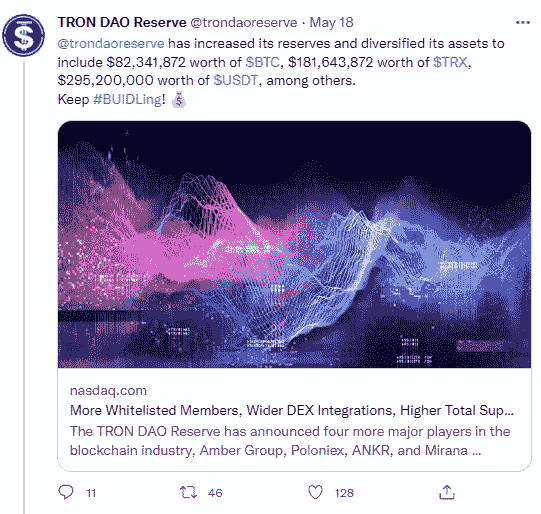 TRON DAO Reserve @trondaoreserve · May 18
@trondaoreserve has increased its reserves and diversified its assets to
include $82,341,872 worth of $BTC, $181,643,872 worth of $TRX,
$295,200,000 worth of $USDT, among others.
Keep #BUIDLing! 💰
nasdaq.com
More Whitelisted Members, Wider DEX Integrations, Higher Total Sup...
The TRON DAO Reserve has announced four more major players in the
blockchain industry, Amber Group, Poloniex, ANKR, and Mirana ...
11 46 128